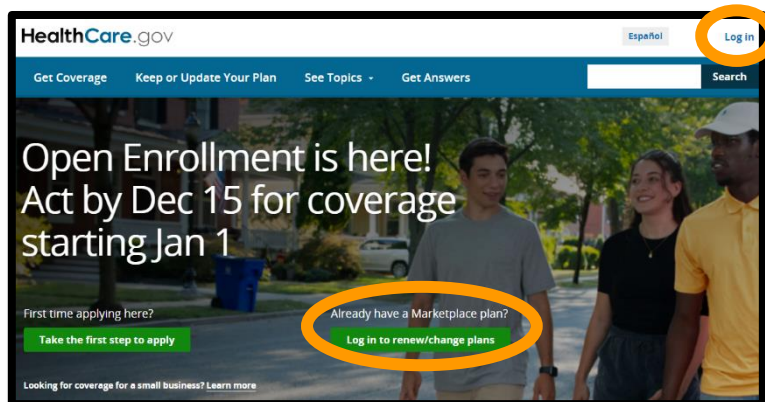 HealthCare.gov
Español
Log in
Get Coverage
Keep or Update Your Plan
See Topics
Get Answers
Search
Open Enrollment is here!
Act by Dec 15 for coverage
starting Jan 1
First time applying here?
Take the first step to apply
Already have a Marketplace plan?
Log in to renew/change plans
Looking for coverage for a small business? Learn more